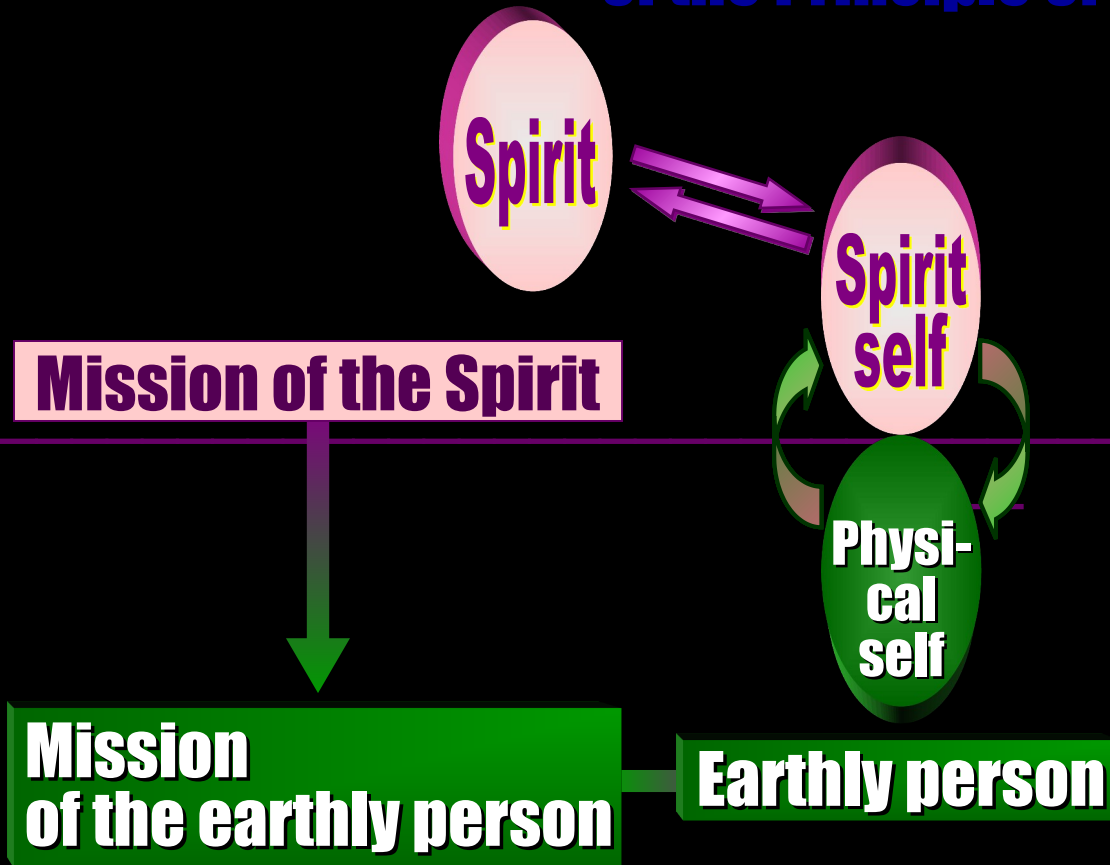 Spirit
Spirit
self
Mission of the Spirit
Physi-
cal
self
Mission
of the earthly person
Earthly person